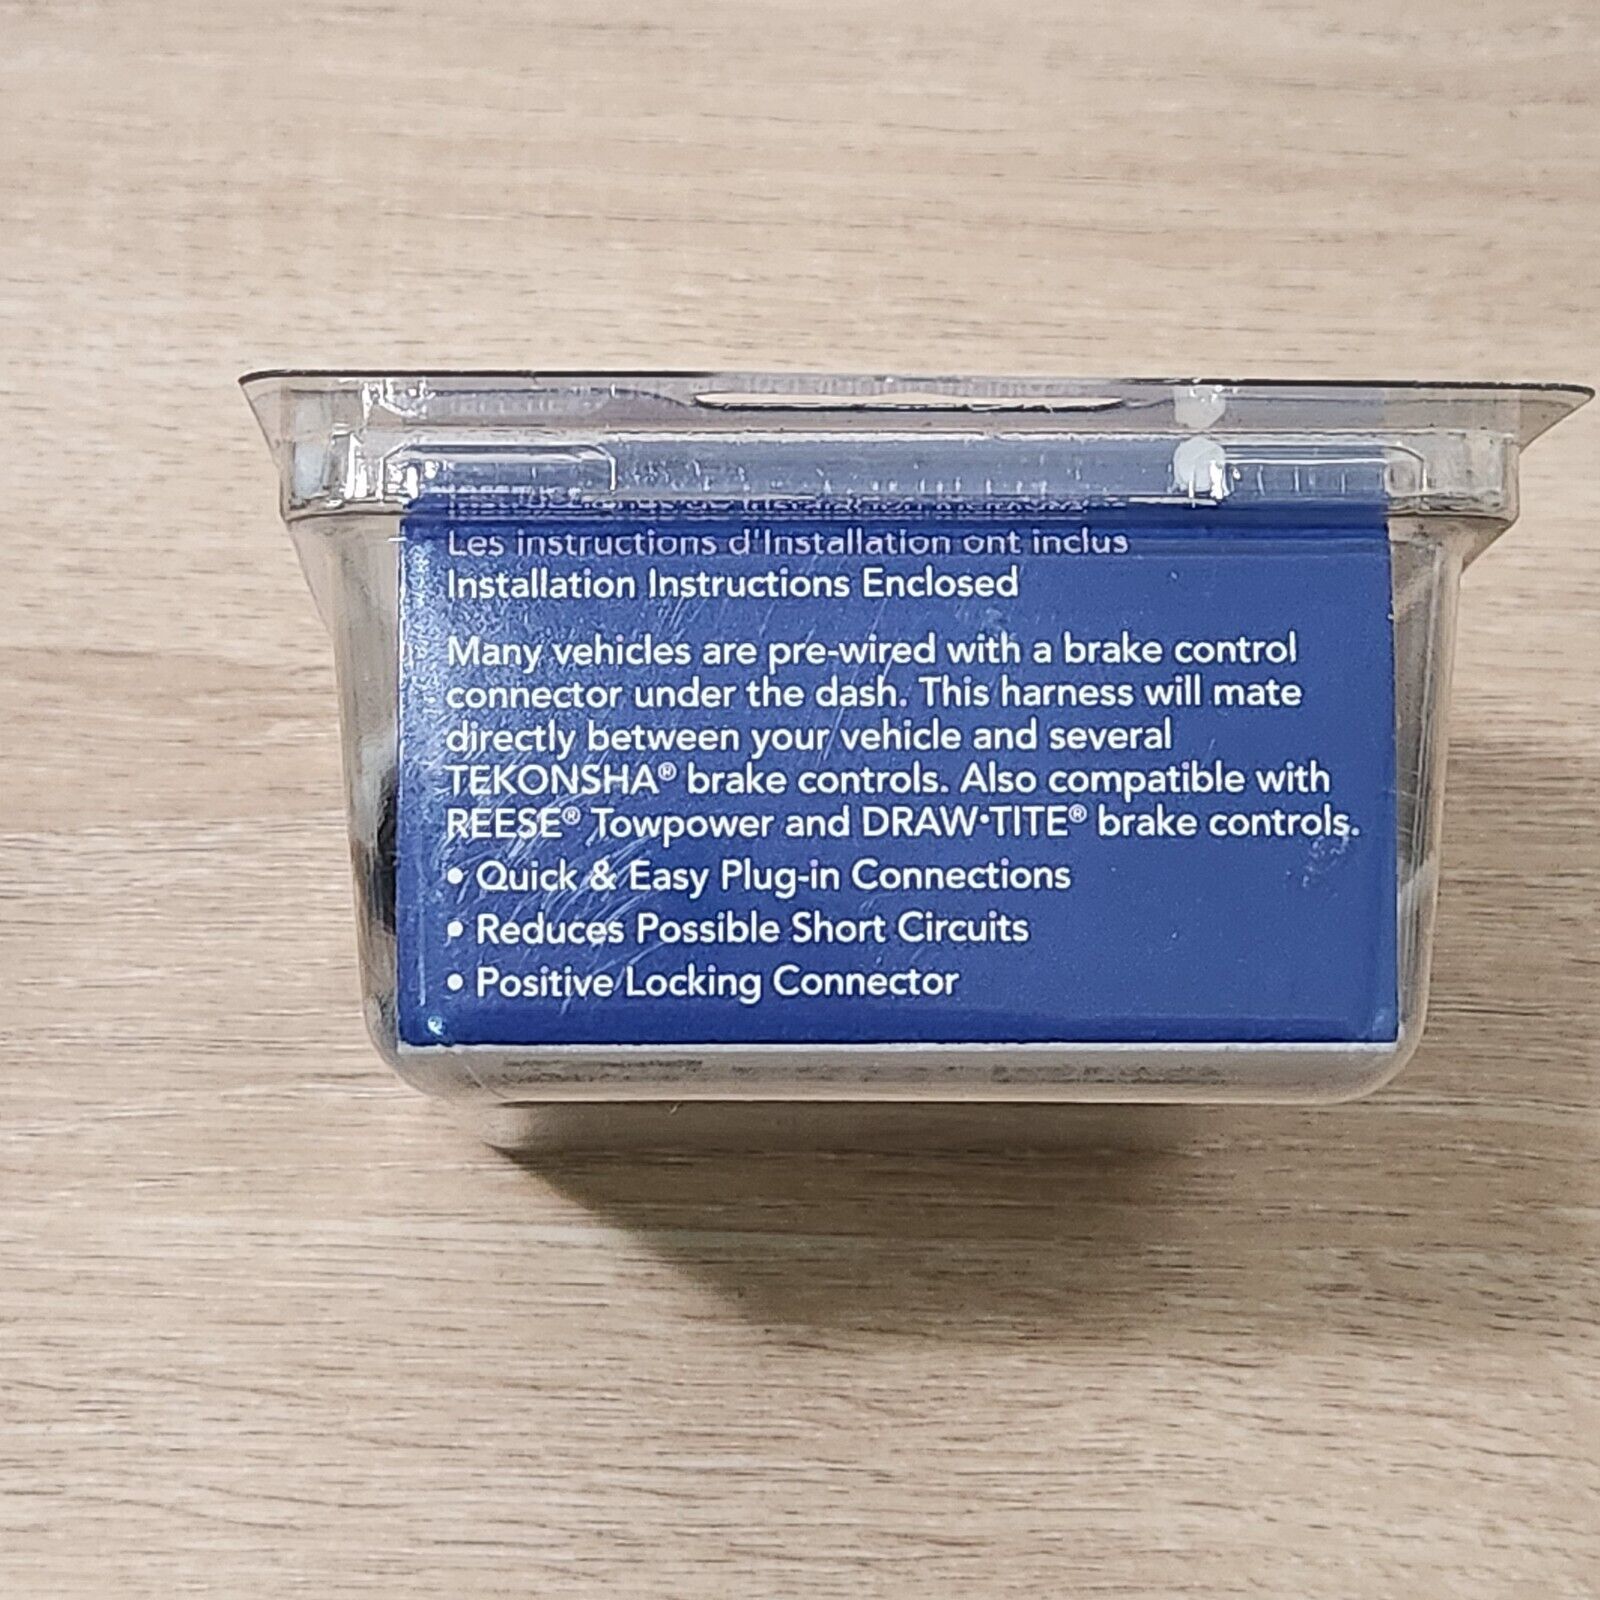 Les instructions d'Installation ont inclus
Installation Instructions Enclosed
Many vehicles are pre-wired with a brake control
connector under the dash. This harness will mate
directly between your vehicle and several
TEKONSHA® brake controls. Also compatible with
REESE® Towpower and DRAW•TITE® brake controls.
• Quick & Easy Plug-in Connections
• Reduces Possible Short Circuits
• Positive Locking Connector